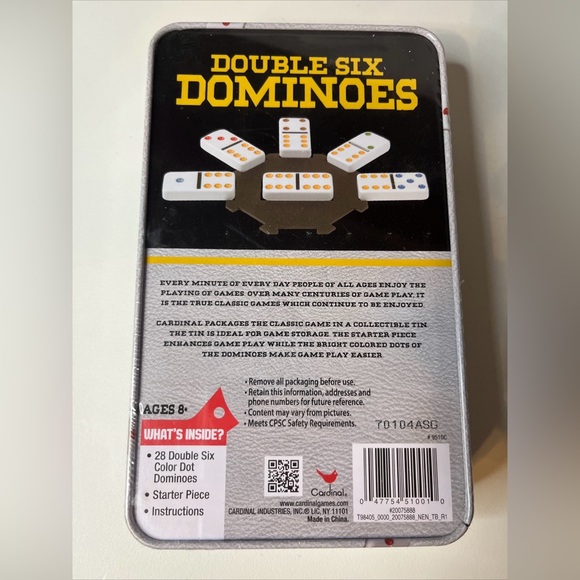 DOUBLE SIX
DOMINOES
EVERY MINUTE OF EVERY DAY PEOPLE OF ALL AGES ENJOY THE
PLAYING OF GAMES OVER MANY CENTURIES OF GAME PLAY. IT
IS THE TRUE CLASSIC GAMES WHICH CONTINUE TO BE ENJOYED
CARDINAL PACKAGES THE CLASSIC GAME IN A COLLECTIBLE TIN
THE TIN IS IDEAL FOR GAME STORAGE. THE STARTER PIECE
ENHANCES GAME PLAY WHILE THE BRIGHT COLORED DOTS OF
THE DOMINOES MAKE GAME PLAY EASIER
AGES 8+
WHAT'S INSIDE?
• 28 Double Six
Color Dot
Dominoes
• Starter Piece
• Instructions
• Remove all packaging before use.
• Retain this information, addresses and
phone numbers for future reference.
• Content may vary from pictures.
• Meets CPSC Safety Requirements.
Cardinal®
www.cardinalgames.com
CARDINAL INDUSTRIES, INC.® LIC, NY, 11101
Made in China.
70104ASG
0 47754 51001 0
#20075888
T98405_0000_20075888_NEN_TB_R1